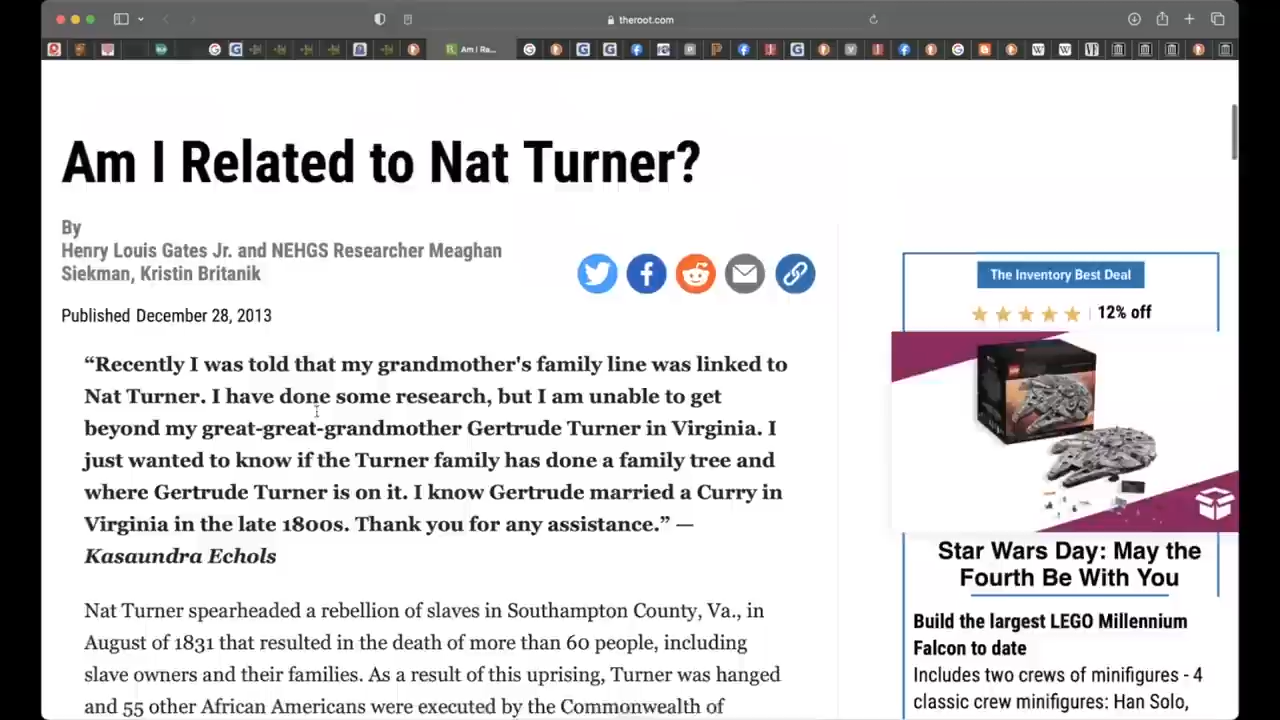 theroot.com
Am I Ra...
Am I Related to Nat Turner?
By
Henry Louis Gates Jr. and NEHGS Researcher Meaghan
Siekman, Kristin Britanik
Published December 28, 2013
“Recently I was told that my grandmother's family line was linked to
Nat Turner. I have done some research, but I am unable to get
beyond my great-great-grandmother Gertrude Turner in Virginia. I
just wanted to know if the Turner family has done a family tree and
where Gertrude Turner is on it. I know Gertrude married a Curry in
Virginia in the late 1800s. Thank you for any assistance.” —
Kasaundra Echols
Nat Turner spearheaded a rebellion of slaves in Southampton County, Va., in
August of 1831 that resulted in the death of more than 60 people, including
slave owners and their families. As a result of this uprising, Turner was hanged
and 55 other African Americans were executed by the Commonwealth of
The Inventory Best Deal
12% off
Star Wars Day: May the
Fourth Be With You
Build the largest LEGO Millennium
Falcon to date
Includes two crews of minifigures - 4
classic crew minifigures: Han Solo,